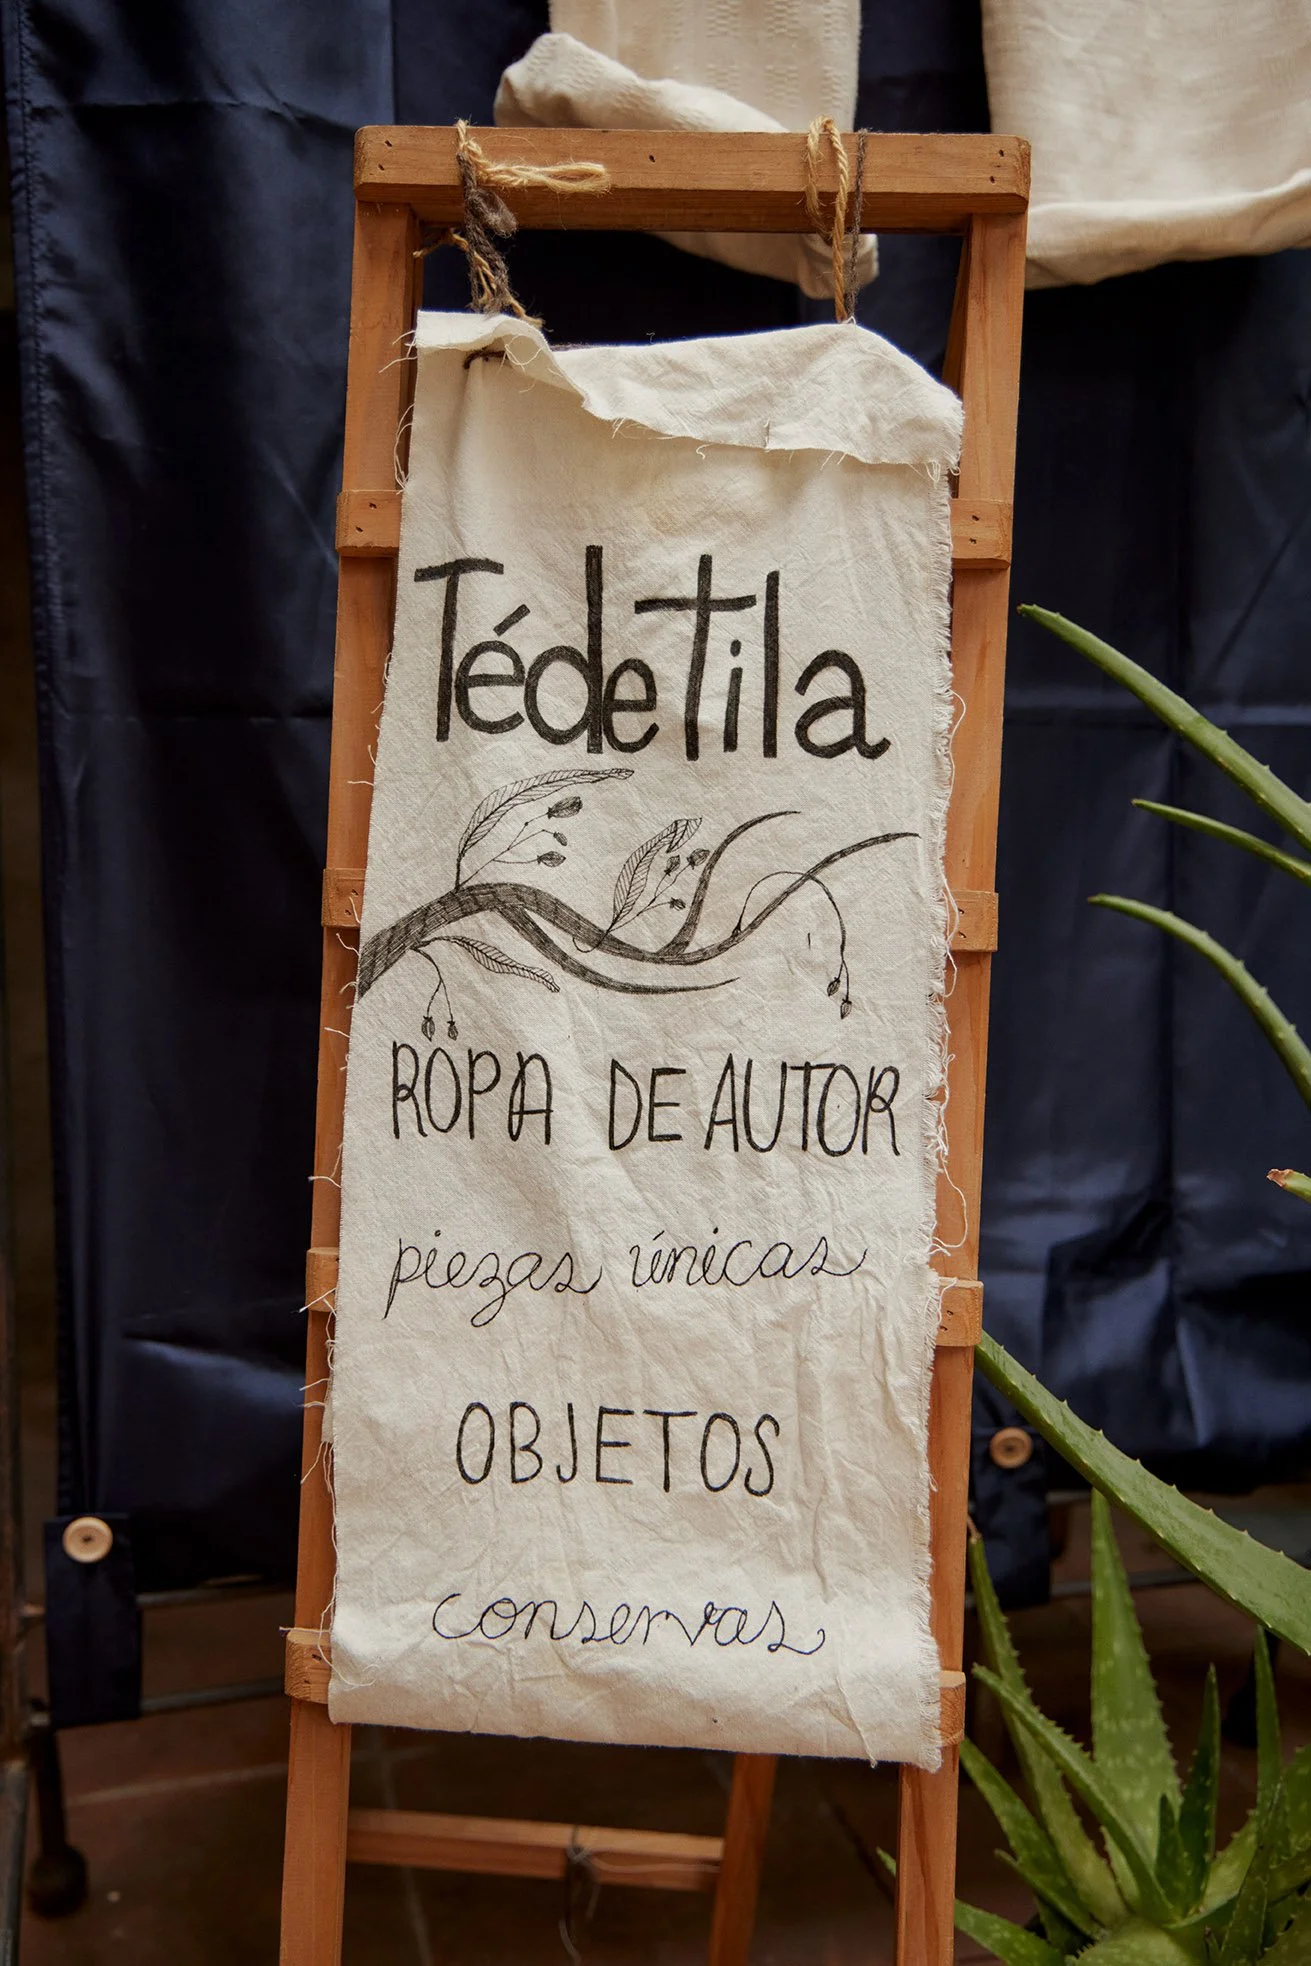 TédeTila
ROPA DE AUTOR
piezas únicas
OBJETOS
conservas